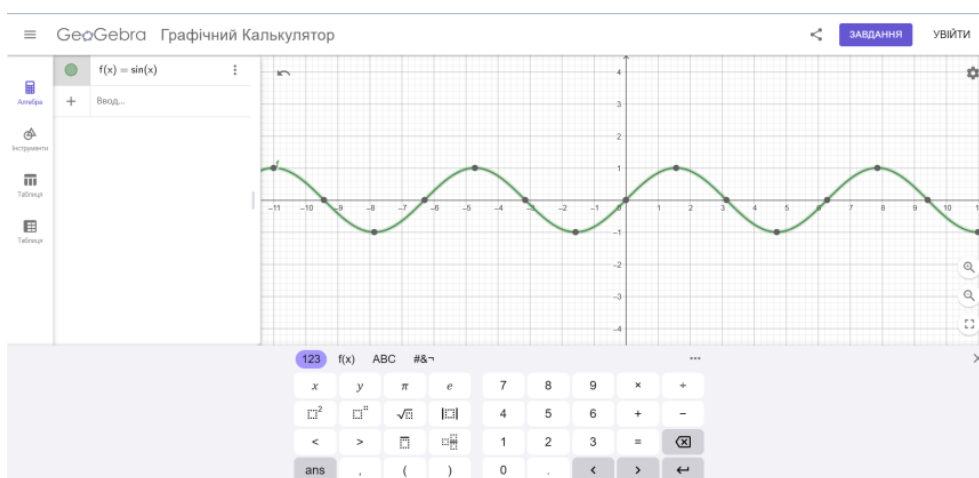 GeoGebra Графічний Калькулятор
ЗАВДАННЯ
УВІЙТИ
Алгебра
Інструменти
Таблиця
Таблиця
f(x) = sin(x)
Ввод...
f
4
3
2
1
-1
-2
-3
-4
-11 -10 -9 -8 -7 -6 -5 -4 -3 -2 -1 0 1 2 3 4 5 6 7 8 9 10
123 f(x) ABC #&¬
x y π e 7 8 9 × ÷
4 5 6 + −
< > 1 2 3 =
ans , ( ) 0 . < >